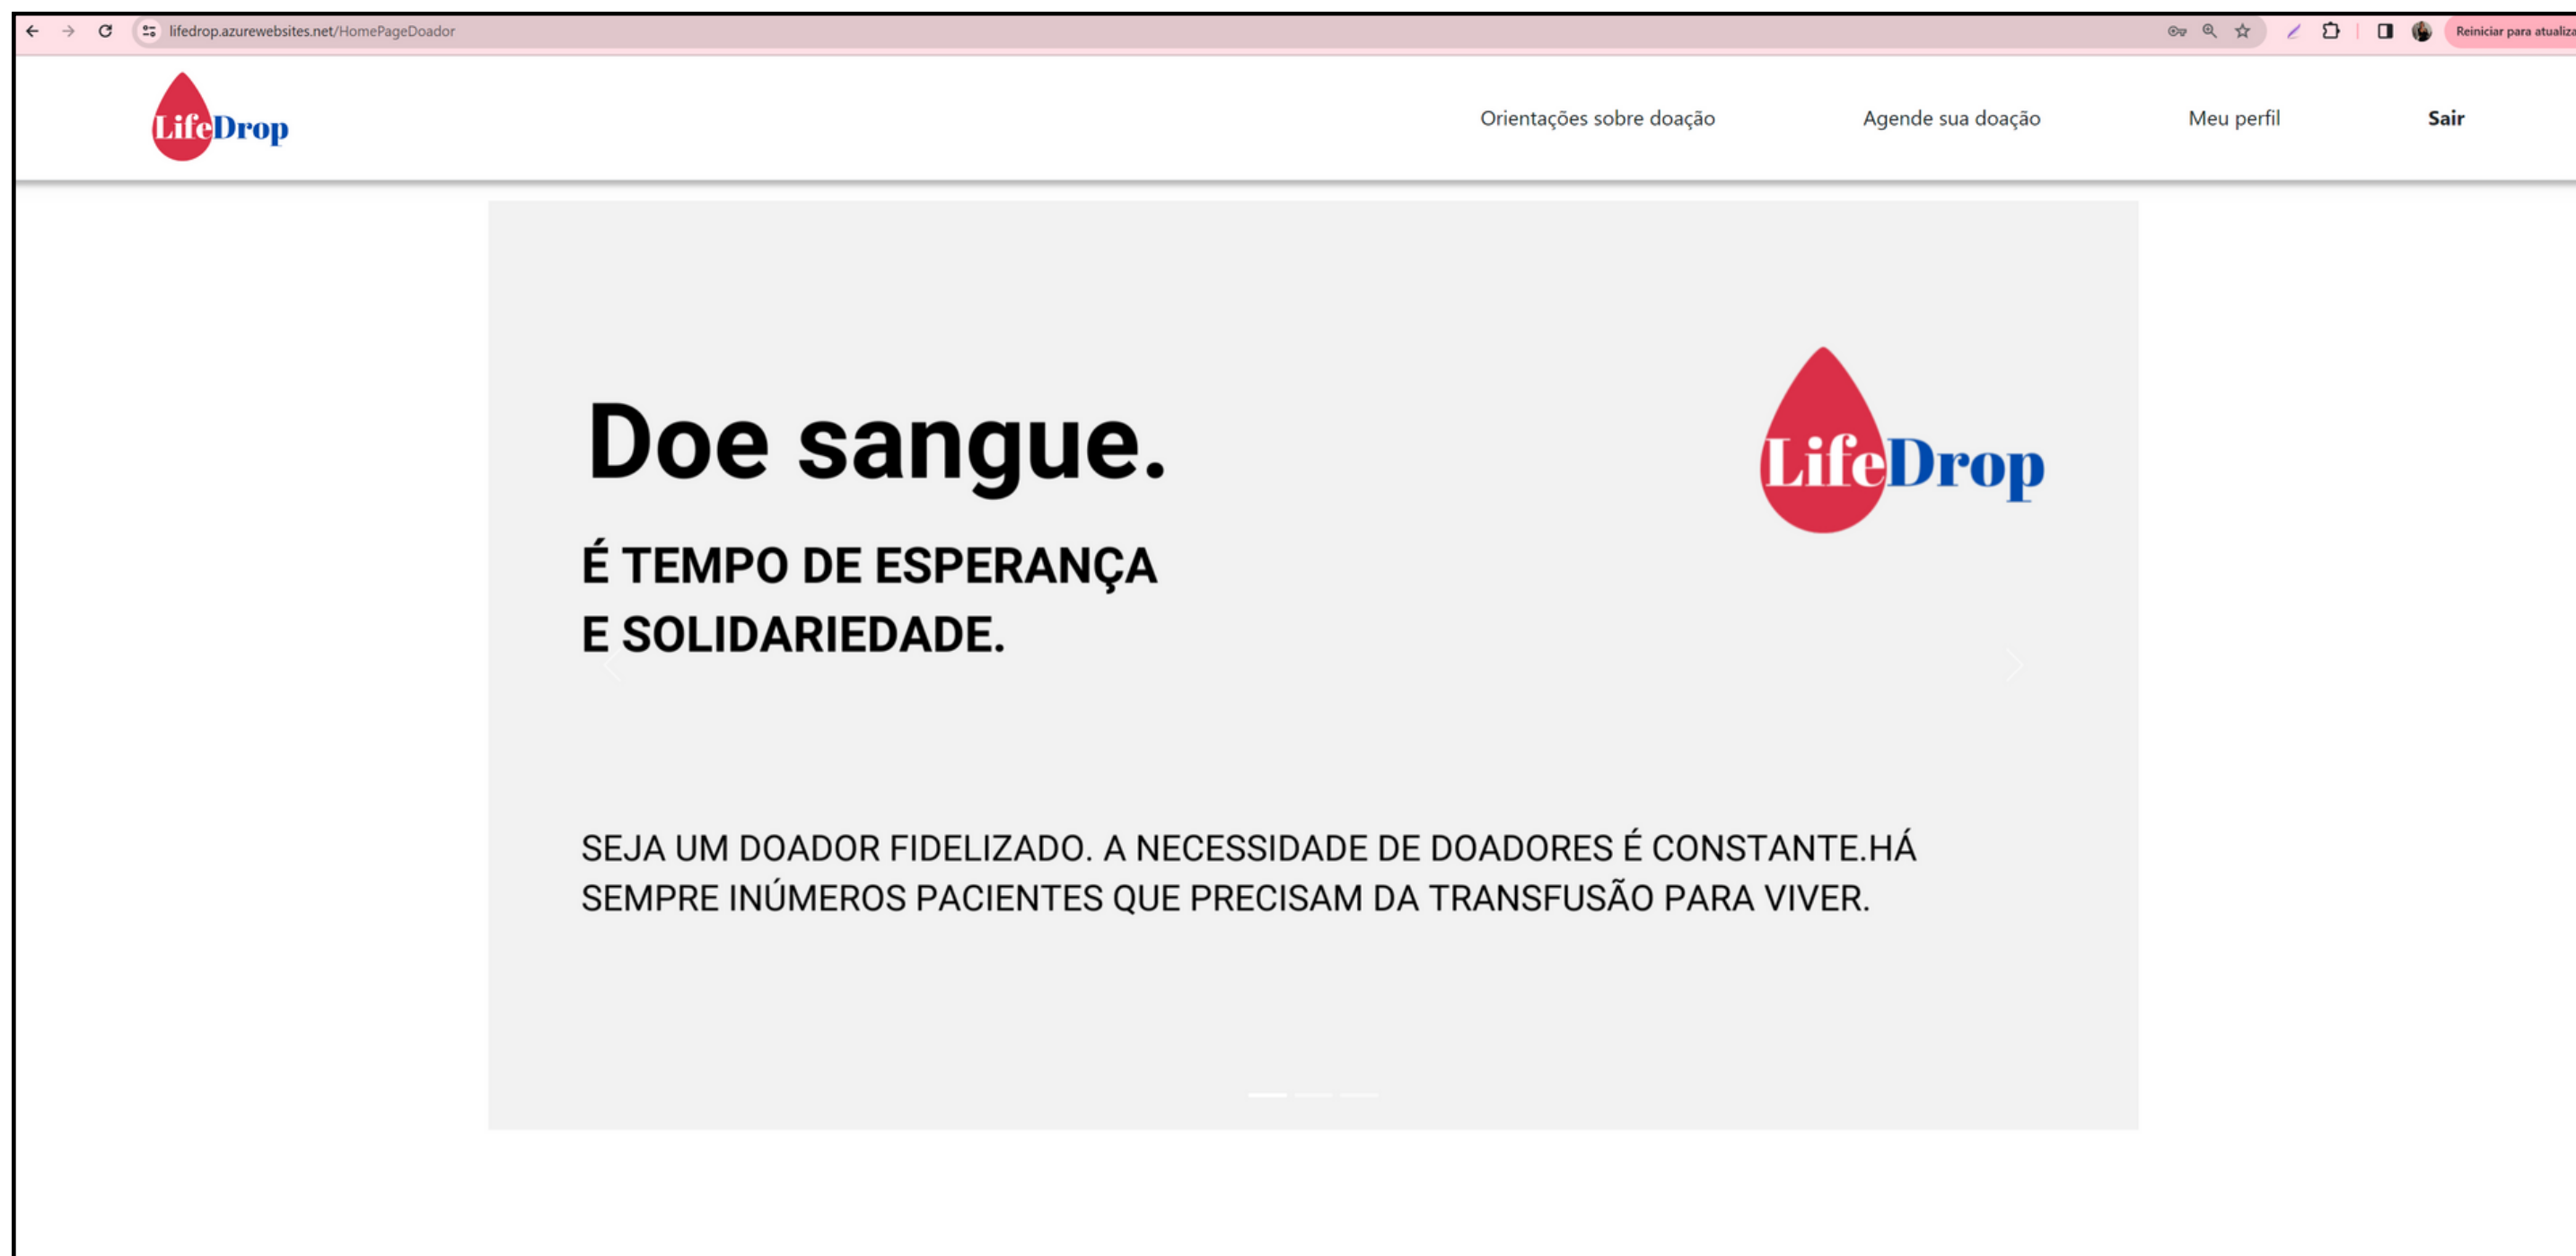 lifedrop.azurewebsites.net/HomePageDoador
Reiniciar para atualiza
LifeDrop
Orientações sobre doação
Agende sua doação
Meu perfil
Sair
Doe sangue.
LifeDrop
É TEMPO DE ESPERANÇA
E SOLIDARIEDADE.
SEJA UM DOADOR FIDELIZADO. A NECESSIDADE DE DOADORES É CONSTANTE.HÁ
SEMPRE INÚMEROS PACIENTES QUE PRECISAM DA TRANSFUSÃO PARA VIVER.